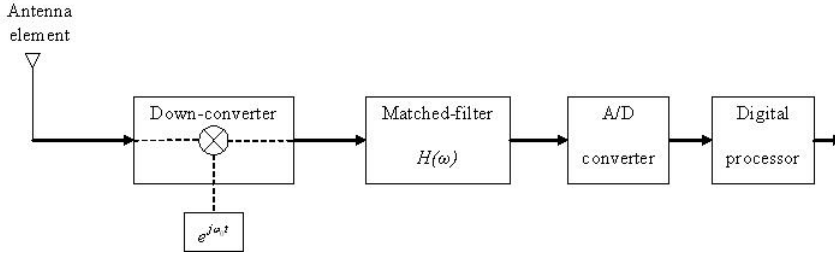 Antenna
element
Down-converter
Matched-filter
H(ω)
A/D
converter
Digital
processor
e^{jω₀t}